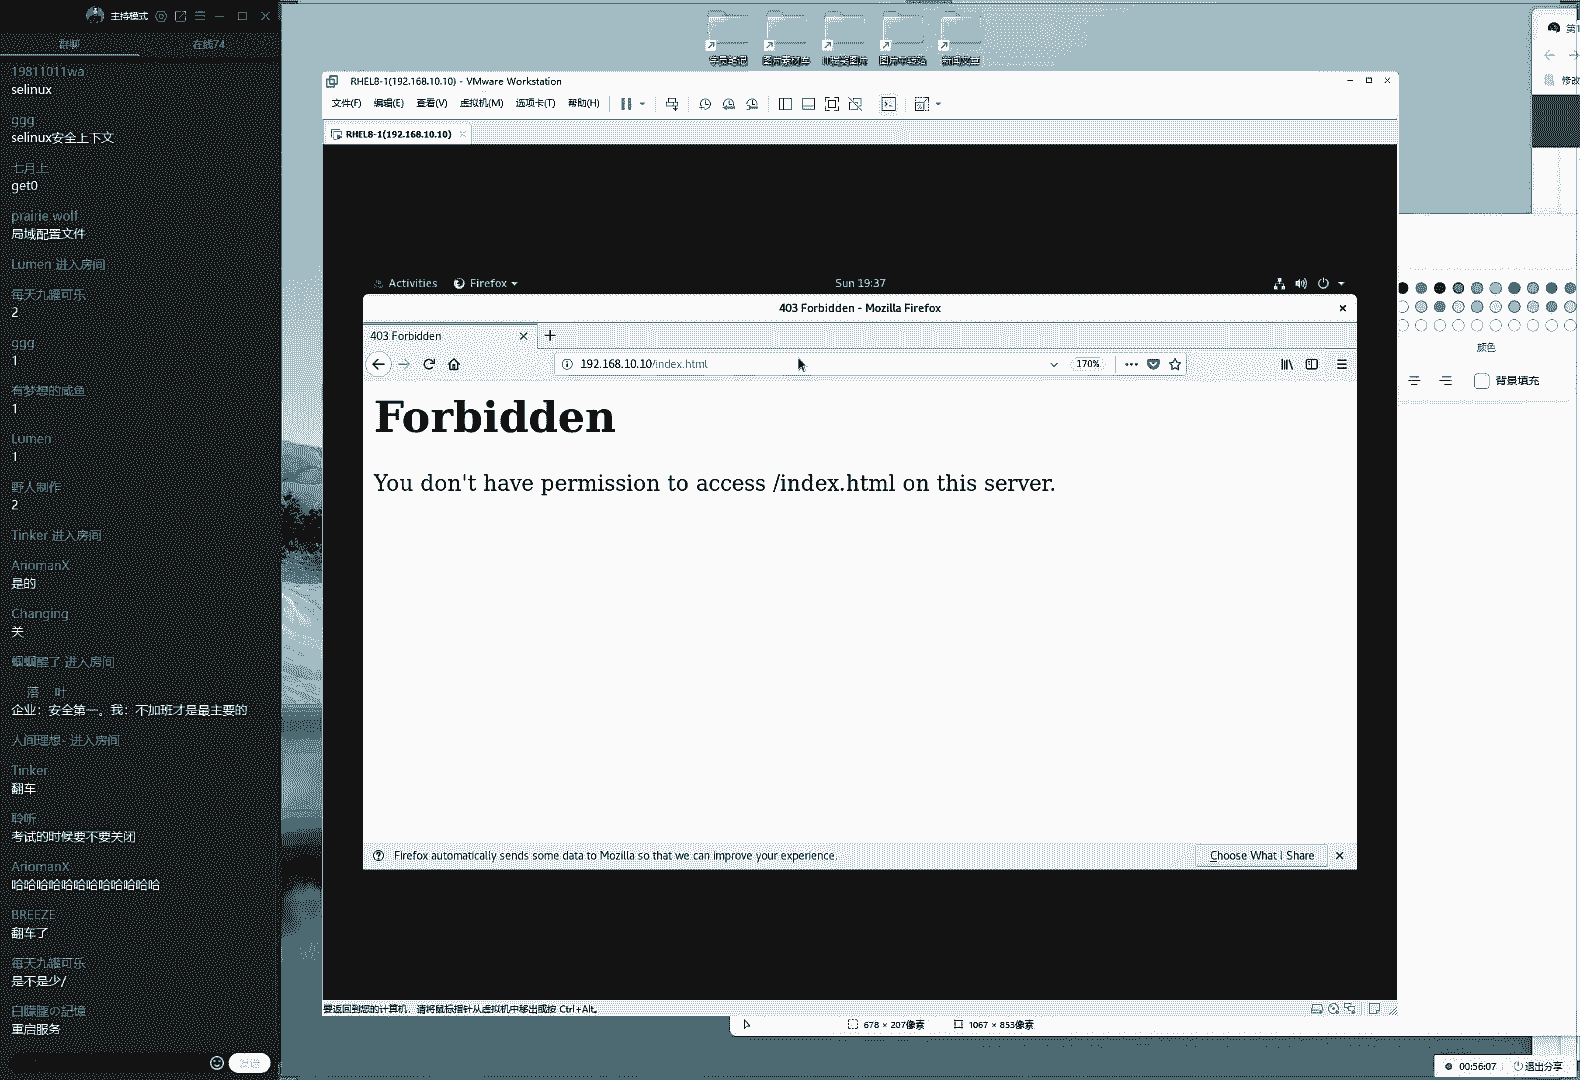 主持模式
群聊
在线74
19811011wa
selinux
ggg
selinux安全上下文
七月上
get0
prairie wolf
局域配置文件
Lumen 进入房间
每天九罐可乐
2
ggg
1
有梦想的咸鱼
1
Lumen
1
野人制作
2
Tinker 进入房间
AriomanX
是的
Changing
关
蝈蝈醒了 进入房间
落 叶
企业：安全第一。我：不加班才是最主要的
人间理想- 进入房间
Tinker
翻车
聆听
考试的时候要不要关闭
AriomanX
哈哈哈哈哈哈哈哈哈哈哈哈
BREEZE
翻车了
每天九罐可乐
是不是少/
白朦朧の記憶
重启服务
发送
RHEL8-1(192.168.10.10) - VMware Workstation
文件(F) 编辑(E) 查看(V) 虚拟机(M) 选项卡(T) 帮助(H)
RHEL8-1(192.168.10.10)
Activities Firefox Sun 19:37
403 Forbidden - Mozilla Firefox
403 Forbidden
192.168.10.10/index.html 170%
Forbidden
You don't have permission to access /index.html on this server.
Firefox automatically sends some data to Mozilla so that we can improve your experience.
Choose What I Share
要返回到您的计算机，请将鼠标指针从虚拟机中移出或按 Ctrl+Alt。
678 × 207像素 1067 × 853像素
第1
修改
颜色
背景填充
00:56:07 退出分享